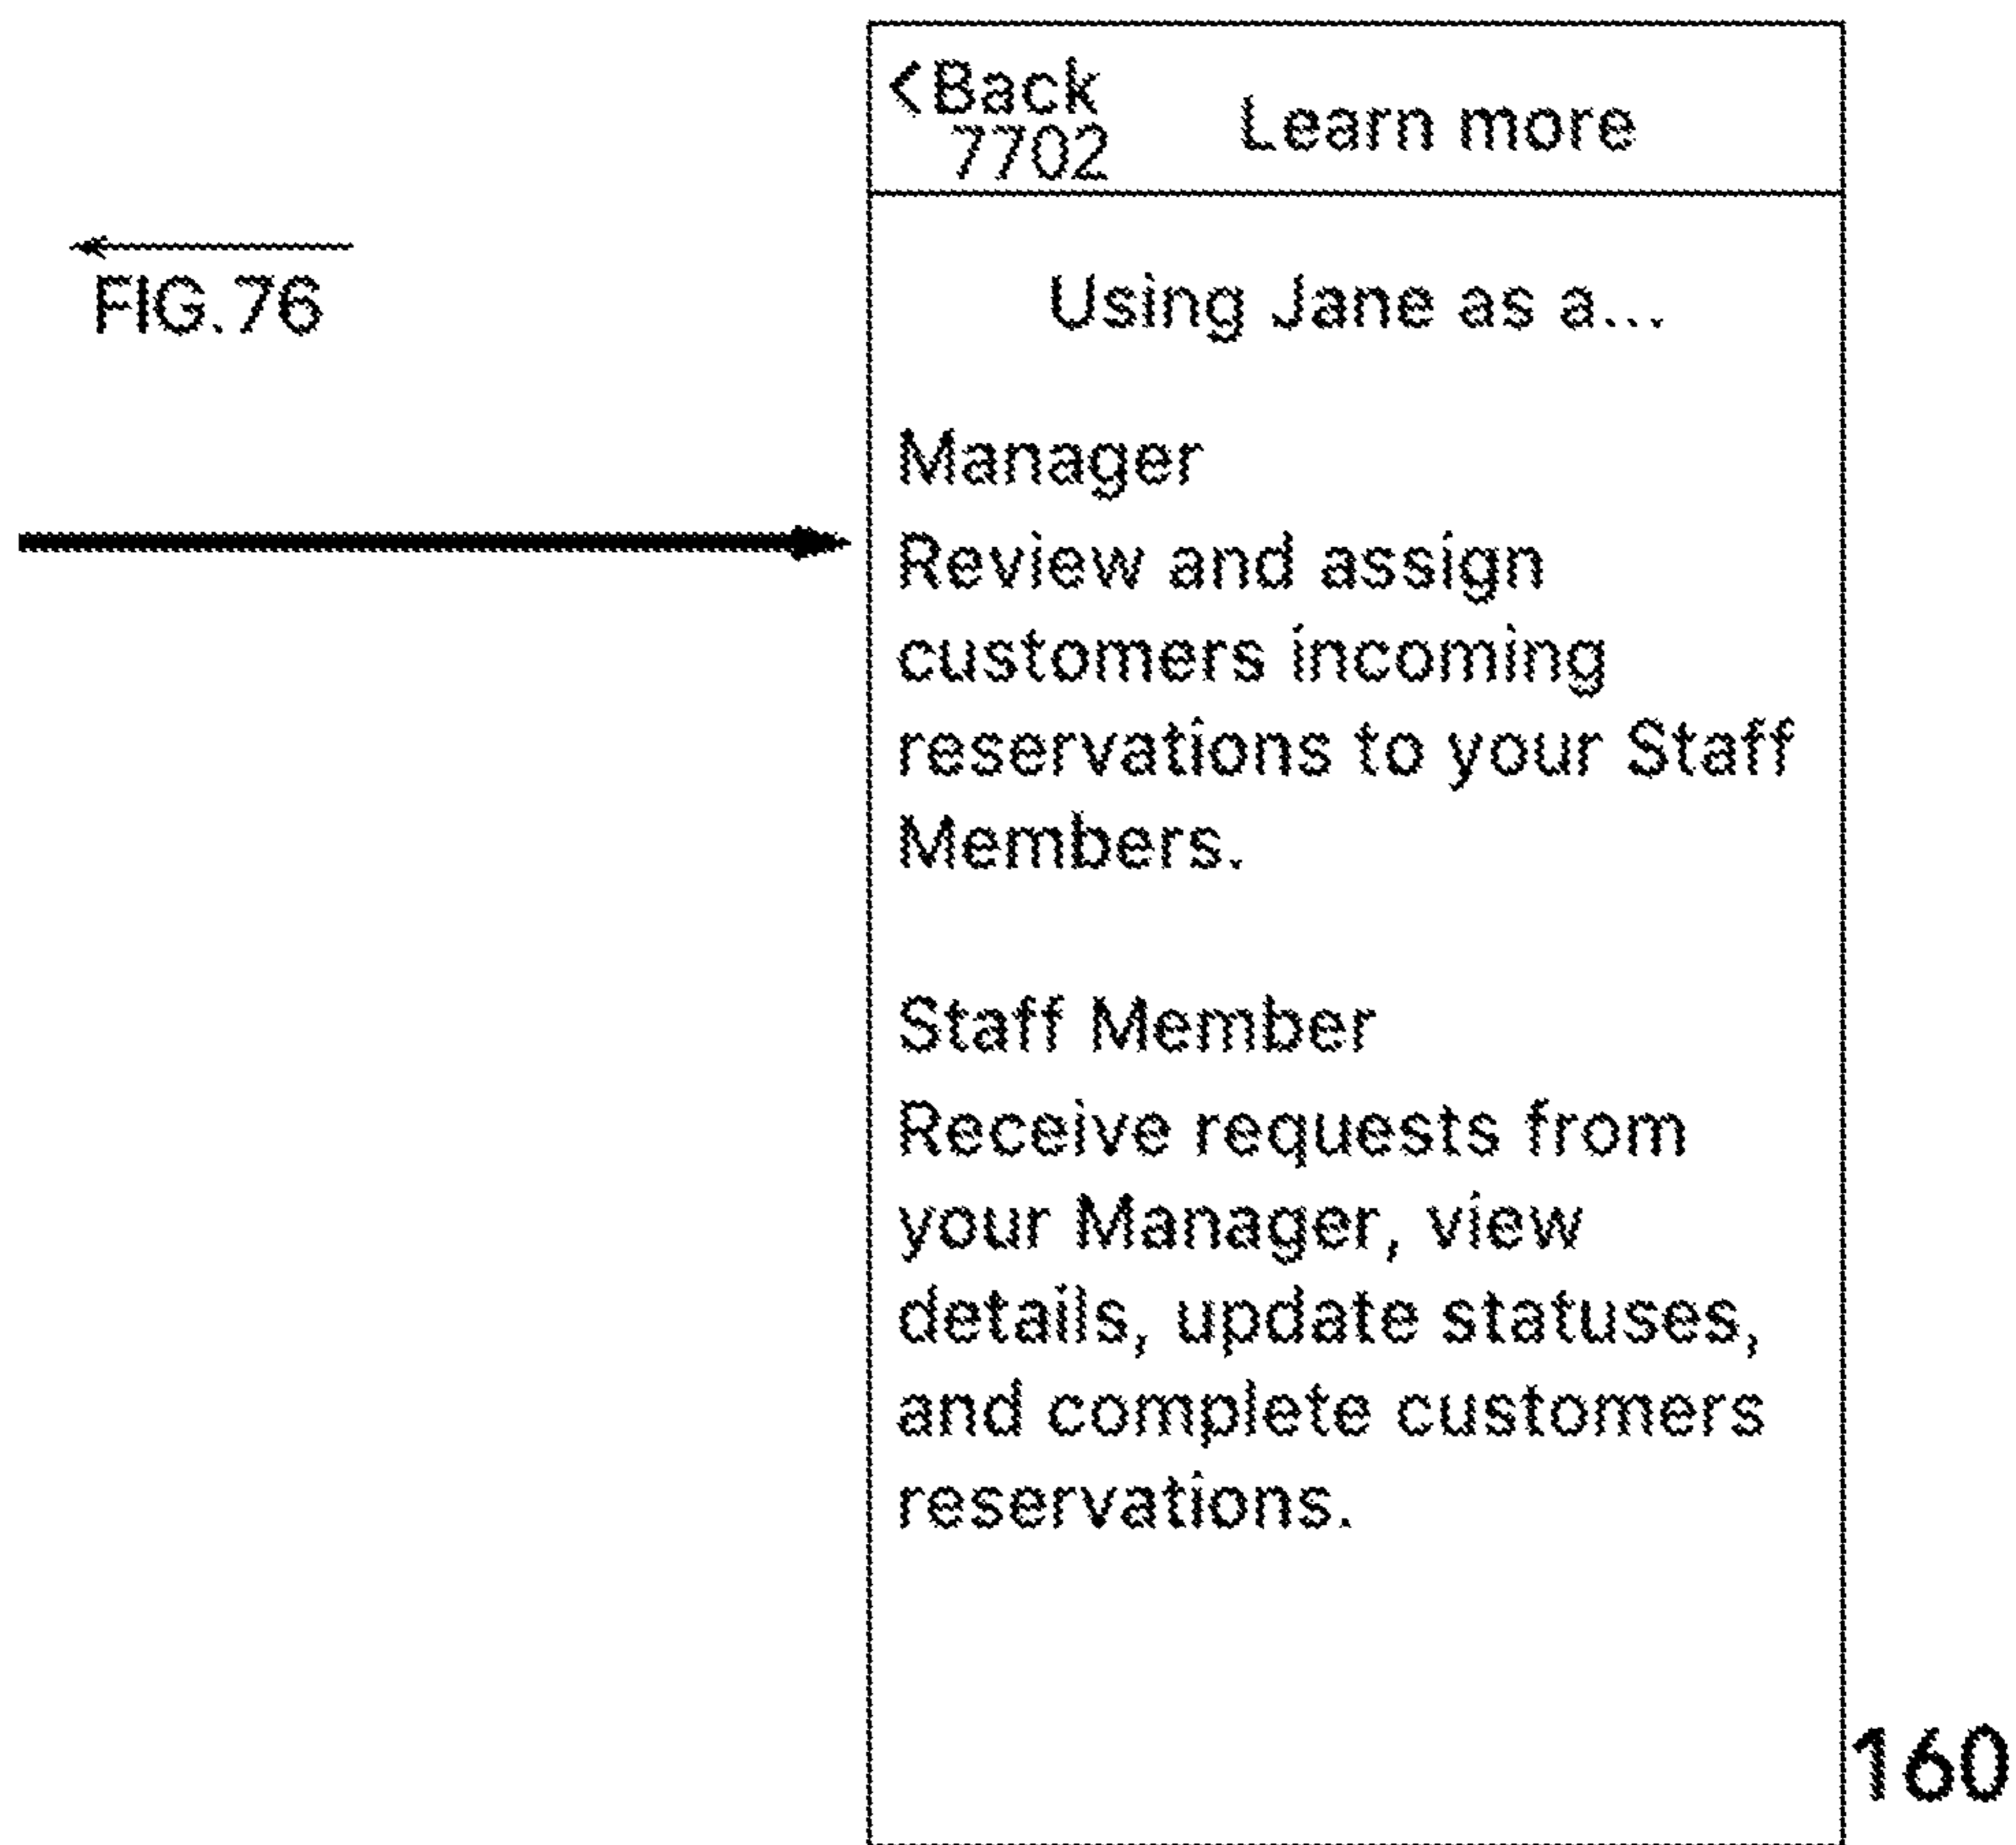 <Back
7702
Learn more
FIG.76
Using Jane as a...
Manager
Review and assign
customers incoming
reservations to your Staff
Members.
Staff Member
Receive requests from
your Manager, view
details, update statuses,
and complete customers
reservations.
160